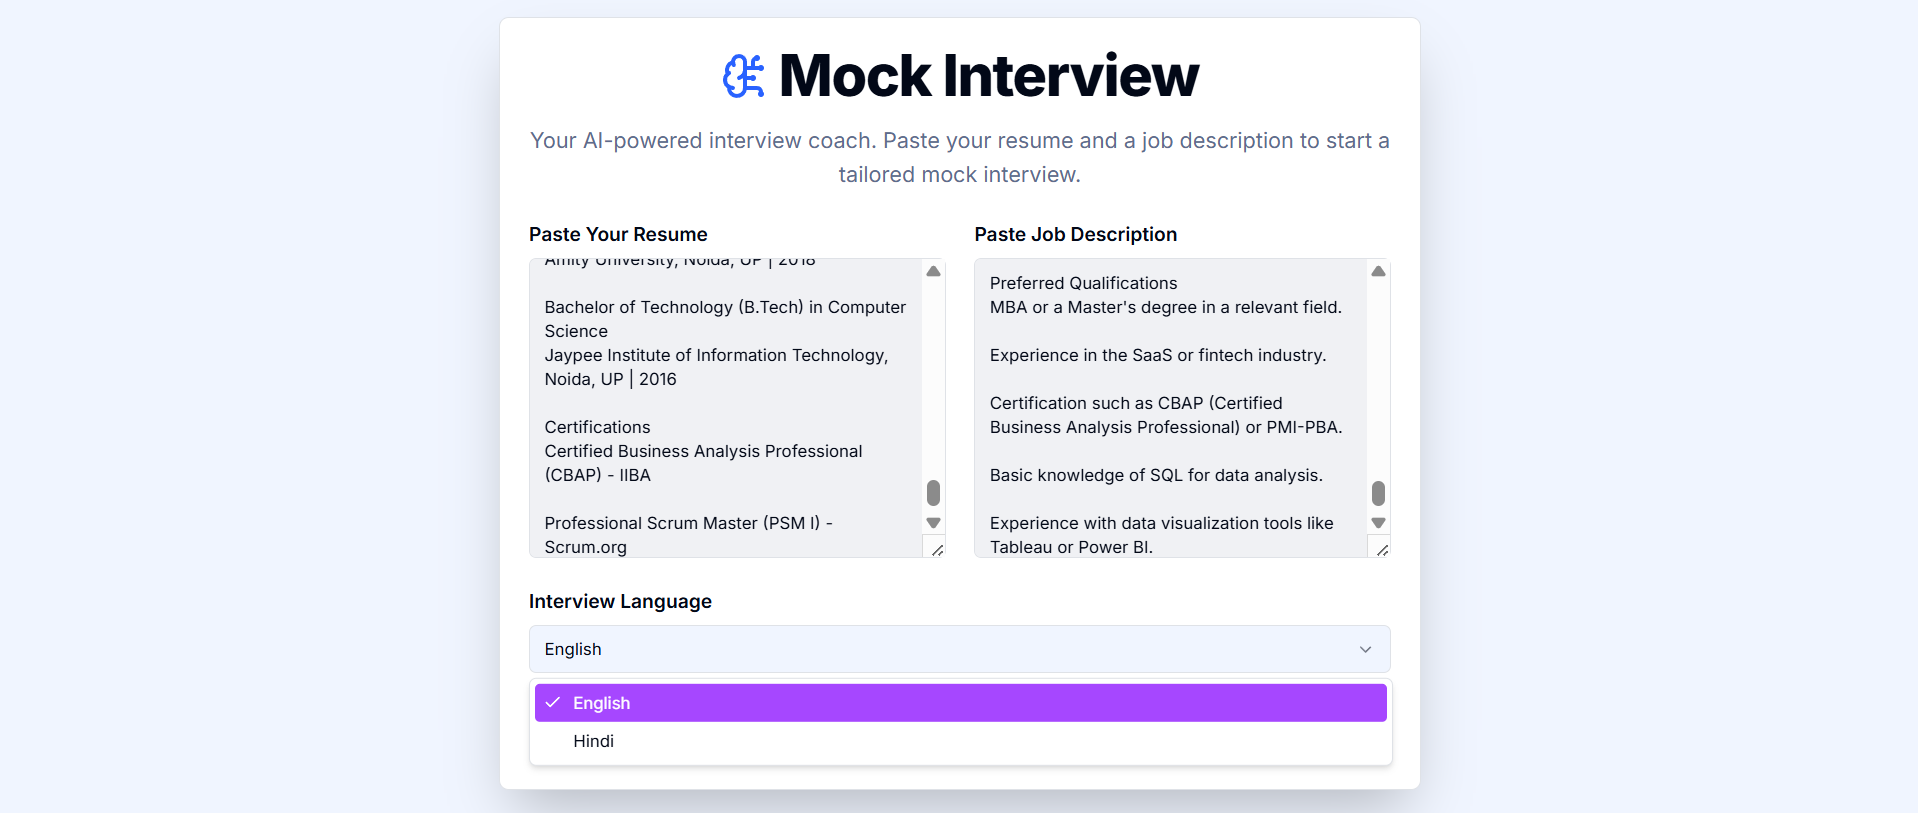 Mock Interview
Your AI-powered interview coach. Paste your resume and a job description to start a
tailored mock interview.
Paste Your Resume
Amity University, Noida, UP | 2018
Bachelor of Technology (B.Tech) in Computer
Science
Jaypee Institute of Information Technology,
Noida, UP | 2016
Certifications
Certified Business Analysis Professional
(CBAP) - IIBA
Professional Scrum Master (PSM I) -
Scrum.org
Paste Job Description
Preferred Qualifications
MBA or a Master's degree in a relevant field.
Experience in the SaaS or fintech industry.
Certification such as CBAP (Certified
Business Analysis Professional) or PMI-PBA.
Basic knowledge of SQL for data analysis.
Experience with data visualization tools like
Tableau or Power BI.
Interview Language
English
English
Hindi